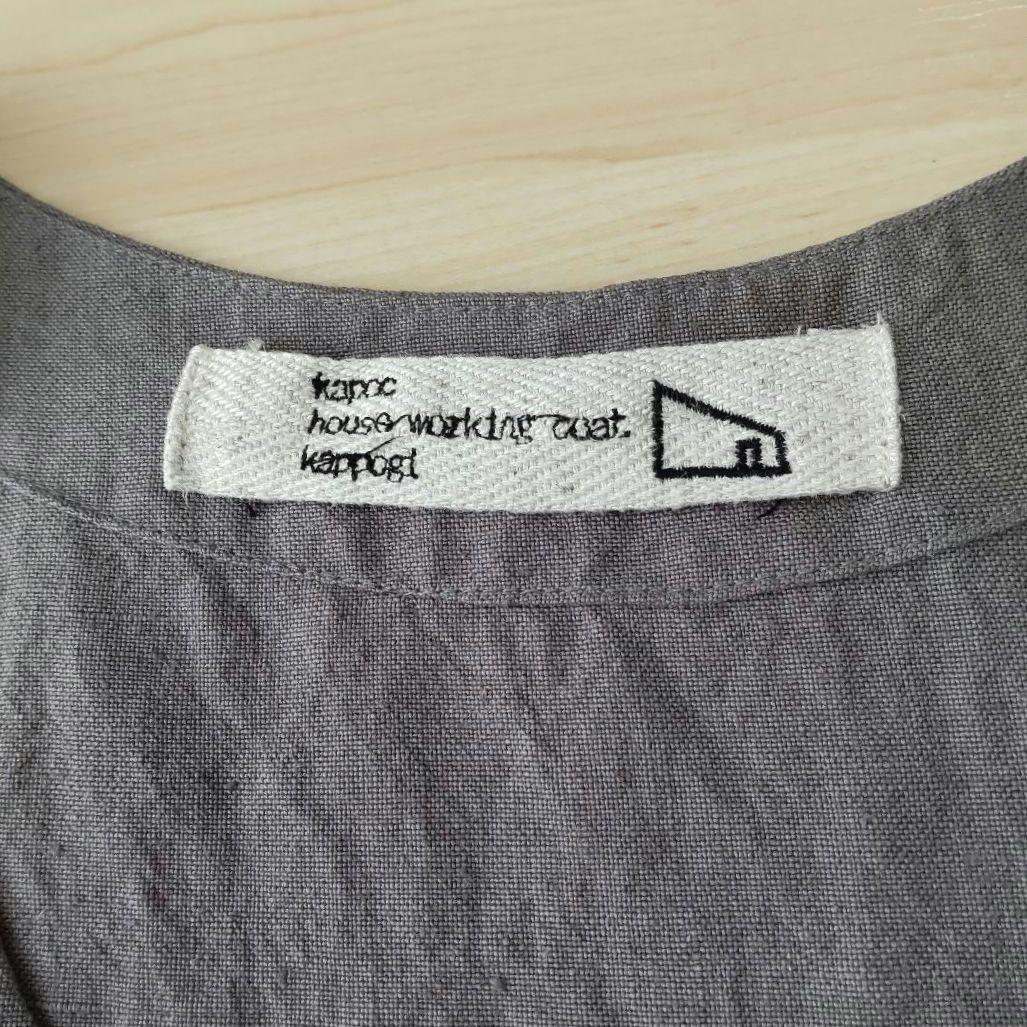 kapoc
house working coat.
kappogi